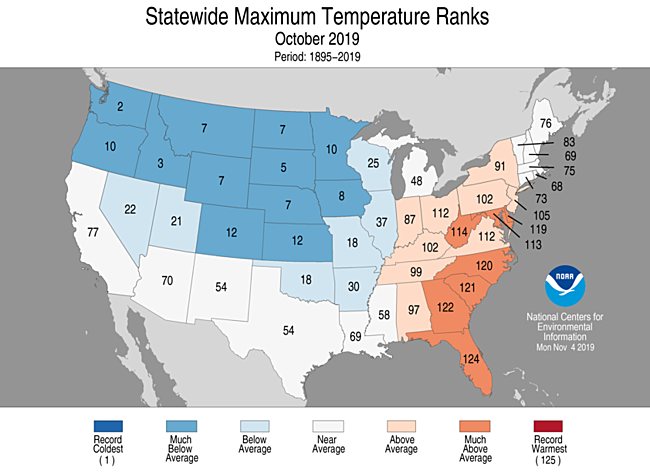 Statewide Maximum Temperature Ranks
October 2019
Period: 1895–2019
2
7
7
10
76
10
3
5
25
83
69
75
68
91
48
7
8
73
102
105
119
113
22
21
7
37
87
112
114
112
77
12
12
18
102
120
70
54
18
30
99
121
54
58
97
122
69
124
NOAA
National Centers for
Environmental
Information
Mon Nov 4 2019
Record
Coldest
( 1 )
Much
Below
Average
Below
Average
Near
Average
Above
Average
Much
Above
Average
Record
Warmest
( 125 )